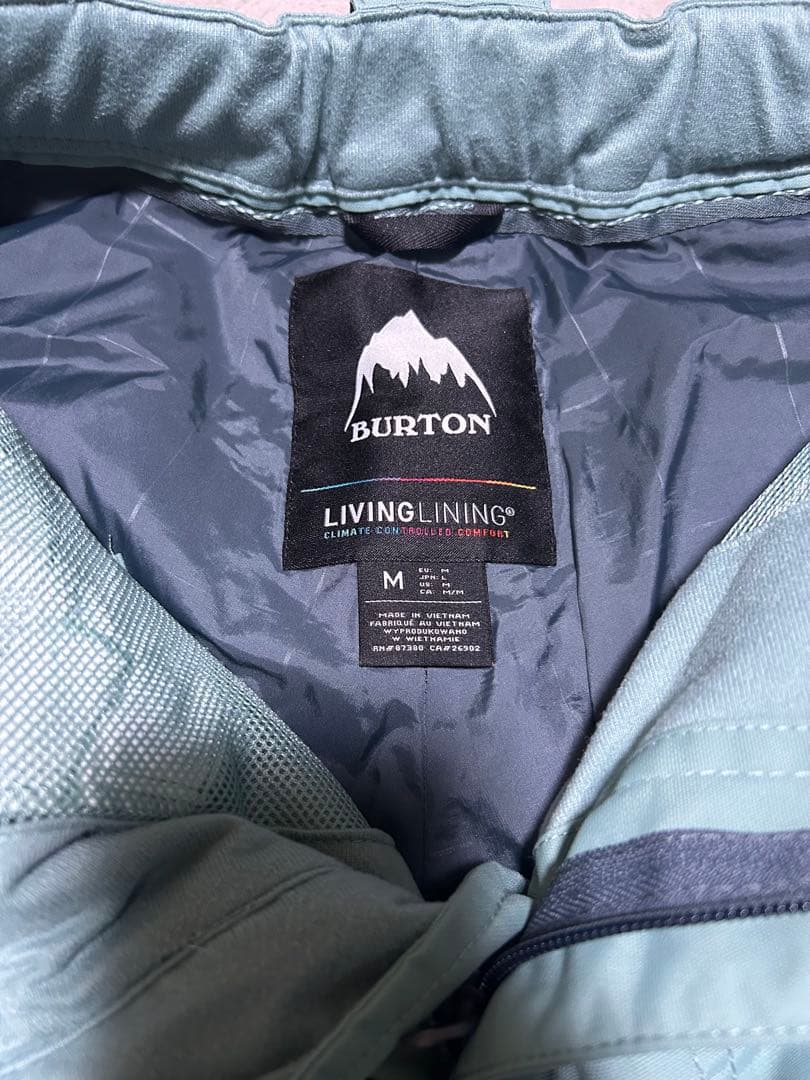 BURTON
LIVINGLINING®
CLIMATE-CONTROLLED COMFORT
M
EU: M
JPN: L
US: M
CA: M/M
MADE IN VIETNAM
FABRIQUÉ AU VIETNAM
WYPRODUKOWANO
W WIETNAMIE
RN#87380 CA#26902